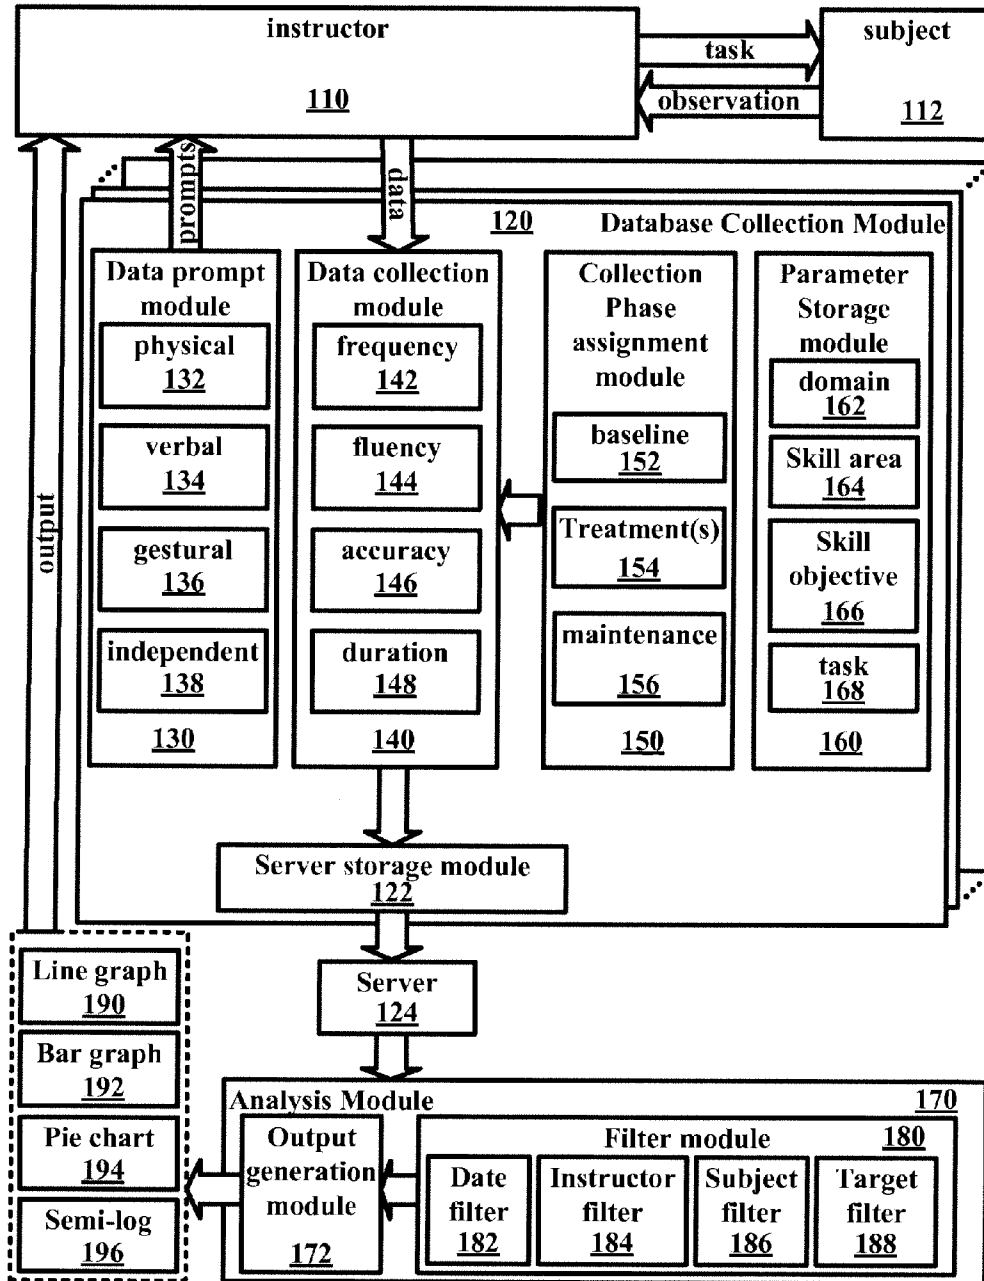 instructor
110
task
observation
subject
112
prompts
data
output
120
Database Collection Module
Data prompt
module
physical
132
verbal
134
gestural
136
independent
138
130
Data collection
module
frequency
142
fluency
144
accuracy
146
duration
148
140
Collection
Phase
assignment
module
baseline
152
Treatment(s)
154
maintenance
156
150
Parameter
Storage
module
domain
162
Skill area
164
Skill
objective
166
task
168
160
Server storage module
122
Server
124
Line graph
190
Bar graph
192
Pie chart
194
Semi-log
196
Analysis Module
170
Output
generation
module
172
Filter module
180
Date
filter
182
Instructor
filter
184
Subject
filter
186
Target
filter
188